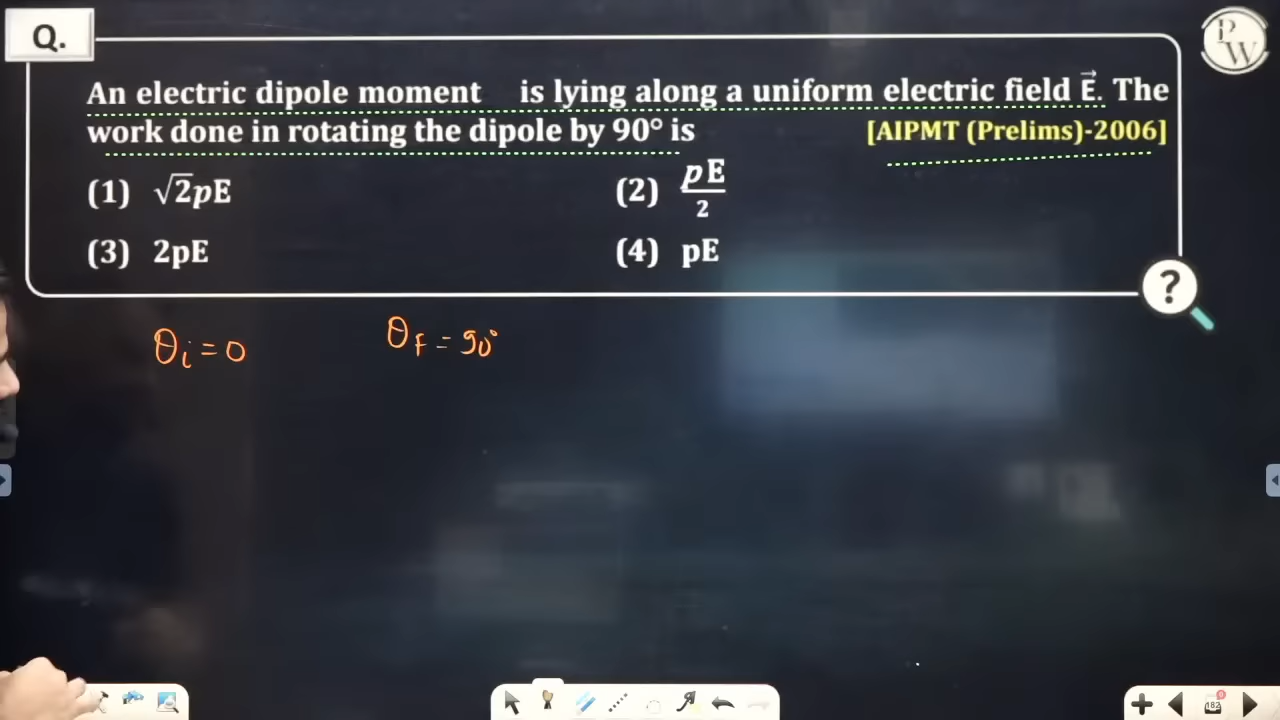 Q.
P
W
An electric dipole moment is lying along a uniform electric field E⃗. The
work done in rotating the dipole by 90° is [AIPMT (Prelims)-2006]
(1) √2pE (2) pE/2
(3) 2pE (4) pE
?
θi = 0 θF = 90°
182